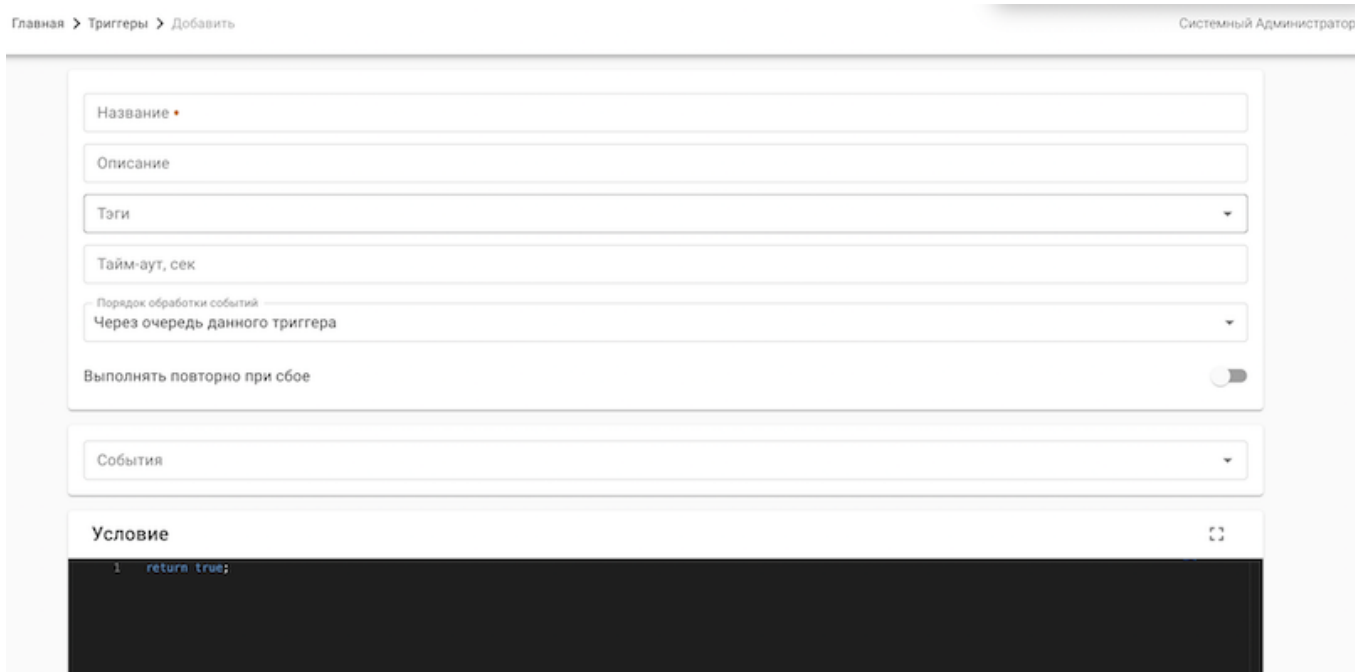 Главная > Триггеры > Добавить
Системный Администратор
Название •
Описание
Тэги
Тайм-аут, сек
Порядок обработки событий
Через очередь данного триггера
Выполнять повторно при сбое
События
Условие
1 return true;